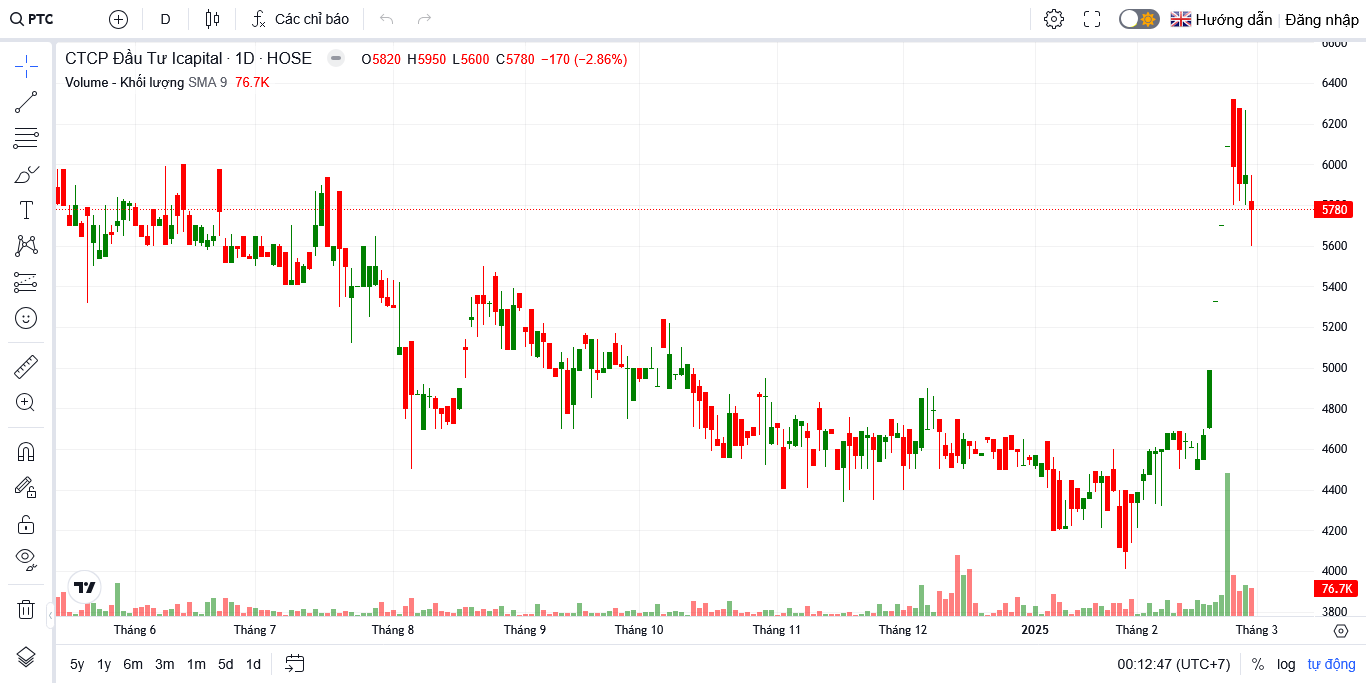 PTC D Các chỉ báo Hướng dẫn Đăng nhập
CTCP Đầu Tư Icapital · 1D · HOSE O5820 H5950 L5600 C5780 −170 (−2.86%)
Volume - Khối lượng SMA 9 76.7K
6600
6400
6200
6000
5780
5600
5400
5200
5000
4800
4600
4400
4200
4000
76.7K
3800
Tháng 6 Tháng 7 Tháng 8 Tháng 9 Tháng 10 Tháng 11 Tháng 12 2025 Tháng 2 Tháng 3
5y 1y 6m 3m 1m 5d 1d 00:12:47 (UTC+7) % log tự động